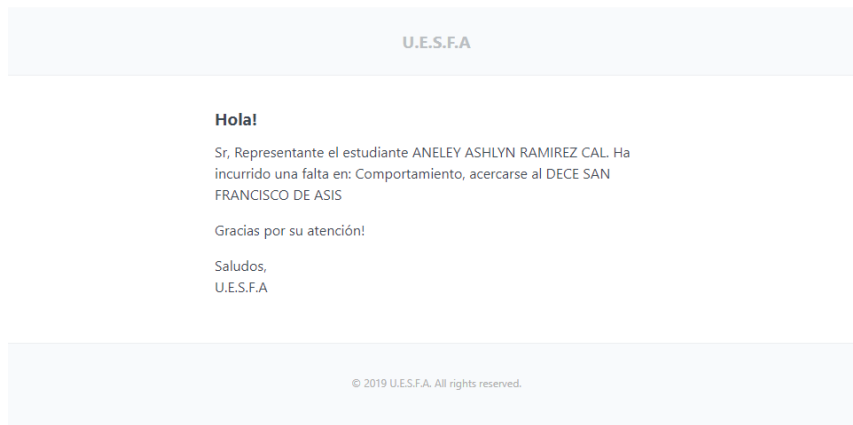 U.E.S.F.A
Hola!
Sr, Representante el estudiante ANELEY ASHLYN RAMIREZ CAL. Ha
incurrido una falta en: Comportamiento, acercarse al DECE SAN
FRANCISCO DE ASIS
Gracias por su atención!
Saludos,
U.E.S.F.A
© 2019 U.E.S.F.A. All rights reserved.